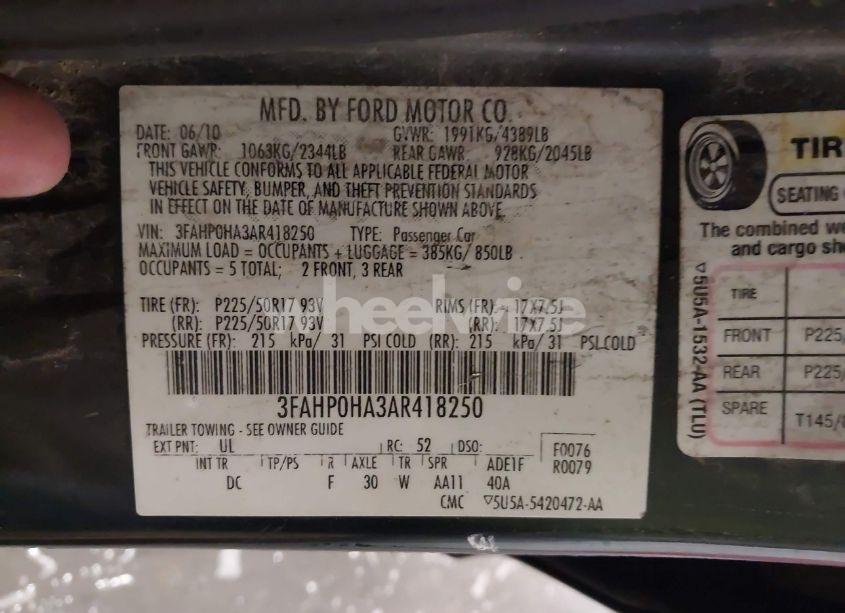 MFD. BY FORD MOTOR CO.
DATE: 06/10 GVWR: 1991KG/4389LB
FRONT GAWR: 1063KG/2344LB REAR GAWR: 928KG/2045LB
THIS VEHICLE CONFORMS TO ALL APPLICABLE FEDERAL MOTOR
VEHICLE SAFETY, BUMPER, AND THEFT PREVENTION STANDARDS
IN EFFECT ON THE DATE OF MANUFACTURE SHOWN ABOVE.
VIN: 3FAHP0HA3AR418250 TYPE: Passenger Car
MAXIMUM LOAD = OCCUPANTS + LUGGAGE = 385KG/ 850LB
OCCUPANTS = 5 TOTAL; 2 FRONT, 3 REAR
TIRE (FR): P225/50R17 93V RIMS (FR): 17X7.5J
(RR): P225/50R17 93V (RR): 17X7.5J
PRESSURE (FR): 215 kPa/ 31 PSI COLD (RR): 215 kPa/ 31 PSI COLD
wheelwise
3FAHP0HA3AR418250
TRAILER TOWING - SEE OWNER GUIDE
EXT PNT: UL RC: 52 DSO: F0076
INT TR TP/PS R AXLE TR SPR ADE1F R0079
DC F 30 W AA11 40A
CMC ▽5U5A-5420472-AA
TIR
SEATING
The combined we
and cargo sho
▽5U5A-1532-AA (TLU)
TIRE
FRONT P225/
REAR P225/
SPARE T145/8